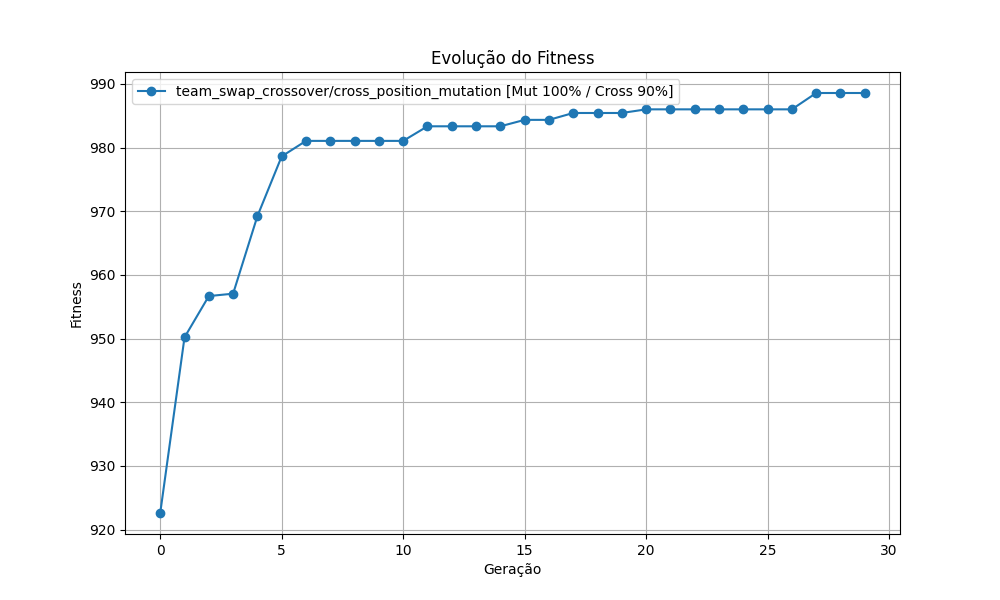 Evolução do Fitness
team_swap_crossover/cross_position_mutation [Mut 100% / Cross 90%]
990
980
970
960
950
940
930
920
Fitness
0 5 10 15 20 25 30
Geração